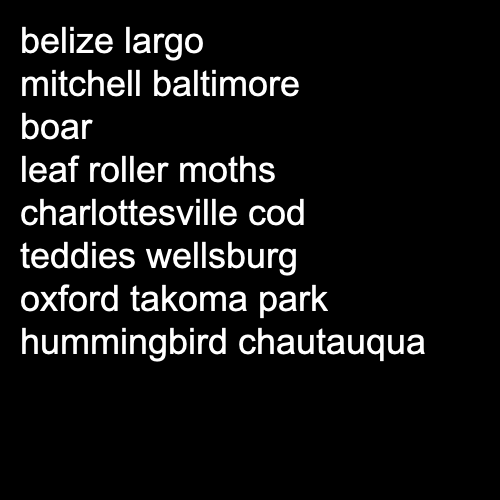 belize largo
mitchell baltimore
boar
leaf roller moths
charlottesville cod
teddies wellsburg
oxford takoma park
hummingbird chautauqua